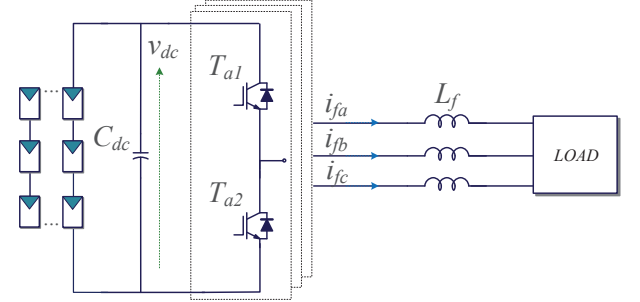 v_dc
T_a1
i_fa
L_f
C_dc
i_fb
LOAD
i_fc
T_a2